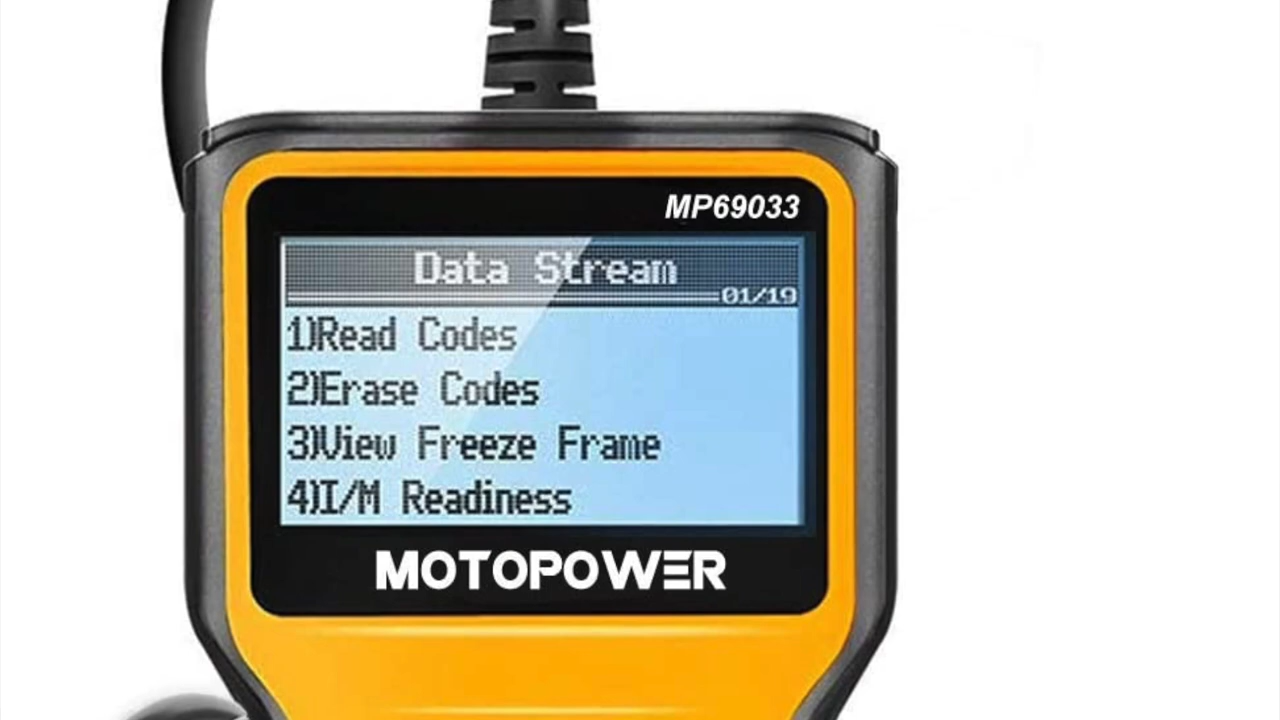 MP69033
Data Stream
01/19
1)Read Codes
2)Erase Codes
3)View Freeze Frame
4)I/M Readiness
MOTOPOWER